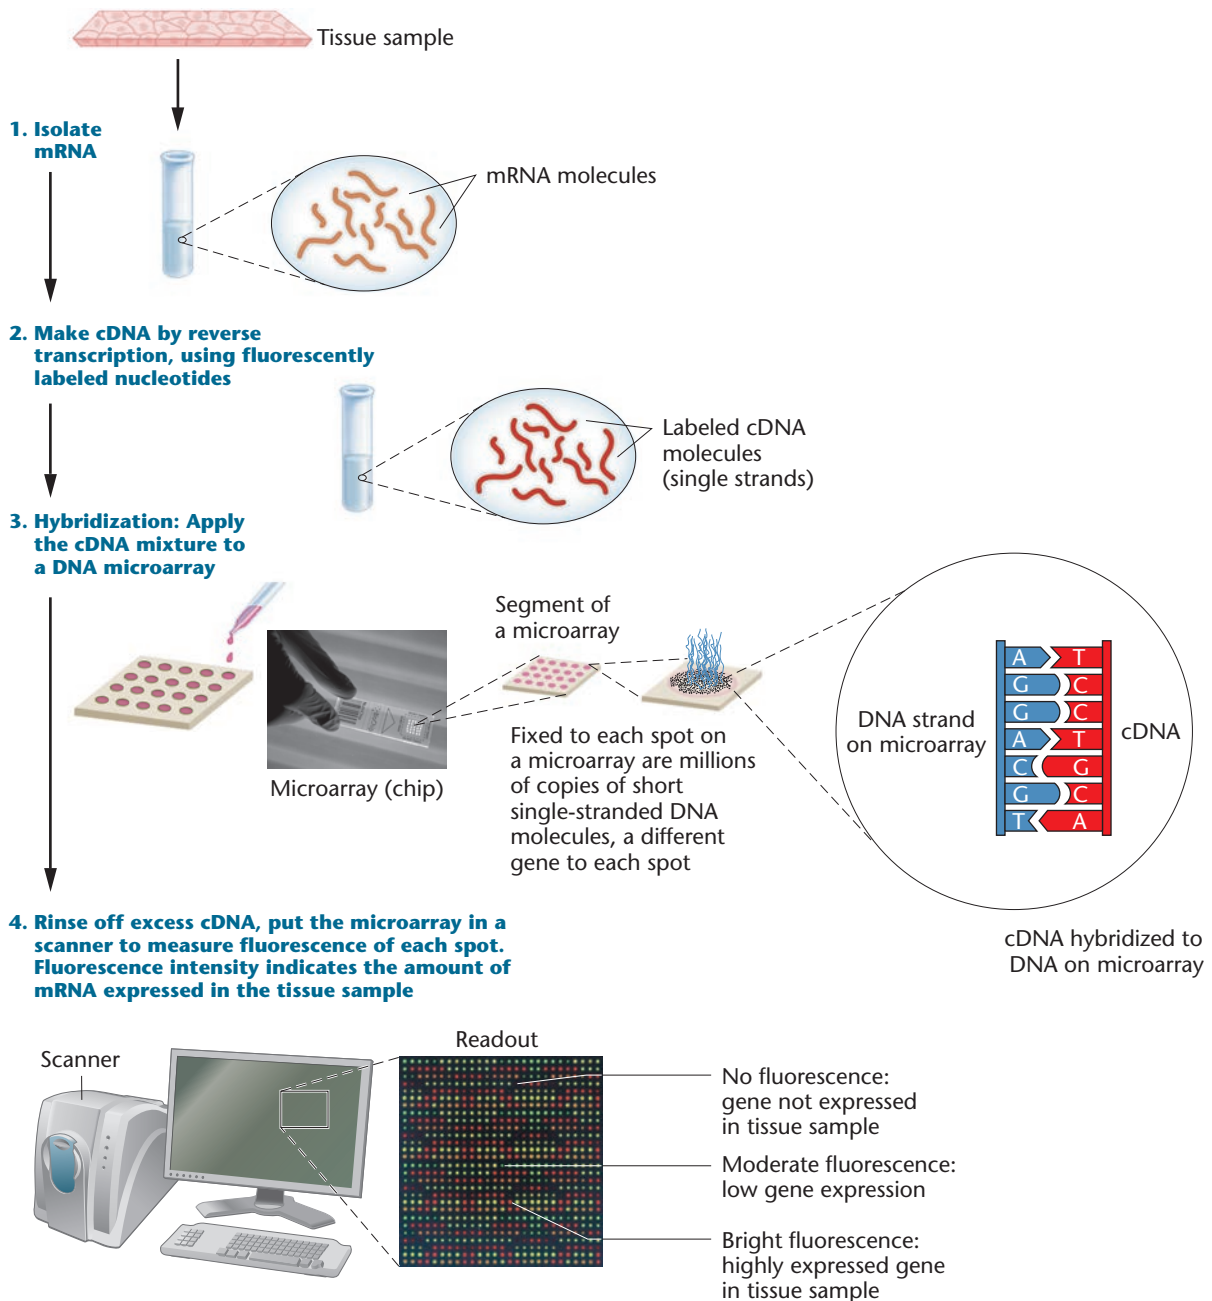 Tissue sample
1. Isolate
mRNA
mRNA molecules
2. Make cDNA by reverse
transcription, using fluorescently
labeled nucleotides
Labeled cDNA
molecules
(single strands)
3. Hybridization: Apply
the cDNA mixture to
a DNA microarray
Microarray (chip)
Segment of
a microarray
Fixed to each spot on
a microarray are millions
of copies of short
single-stranded DNA
molecules, a different
gene to each spot
DNA strand
on microarray
A T
G C
G C
A T
C G
G C
T A
cDNA
cDNA hybridized to
DNA on microarray
4. Rinse off excess cDNA, put the microarray in a
scanner to measure fluorescence of each spot.
Fluorescence intensity indicates the amount of
mRNA expressed in the tissue sample
Scanner
Readout
No fluorescence:
gene not expressed
in tissue sample
Moderate fluorescence:
low gene expression
Bright fluorescence:
highly expressed gene
in tissue sample